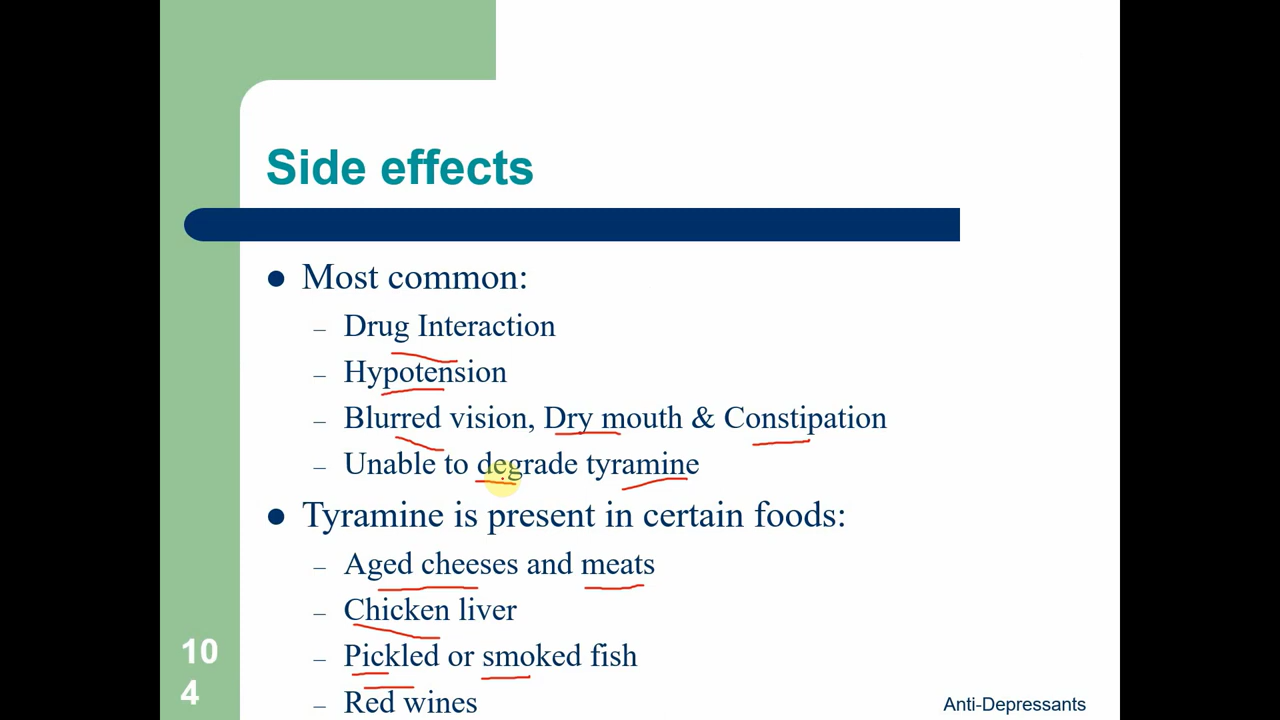 Side effects
● Most common:
– Drug Interaction
– Hypotension
– Blurred vision, Dry mouth & Constipation
– Unable to degrade tyramine
● Tyramine is present in certain foods:
– Aged cheeses and meats
– Chicken liver
– Pickled or smoked fish
– Red wines
10
4
Anti-Depressants